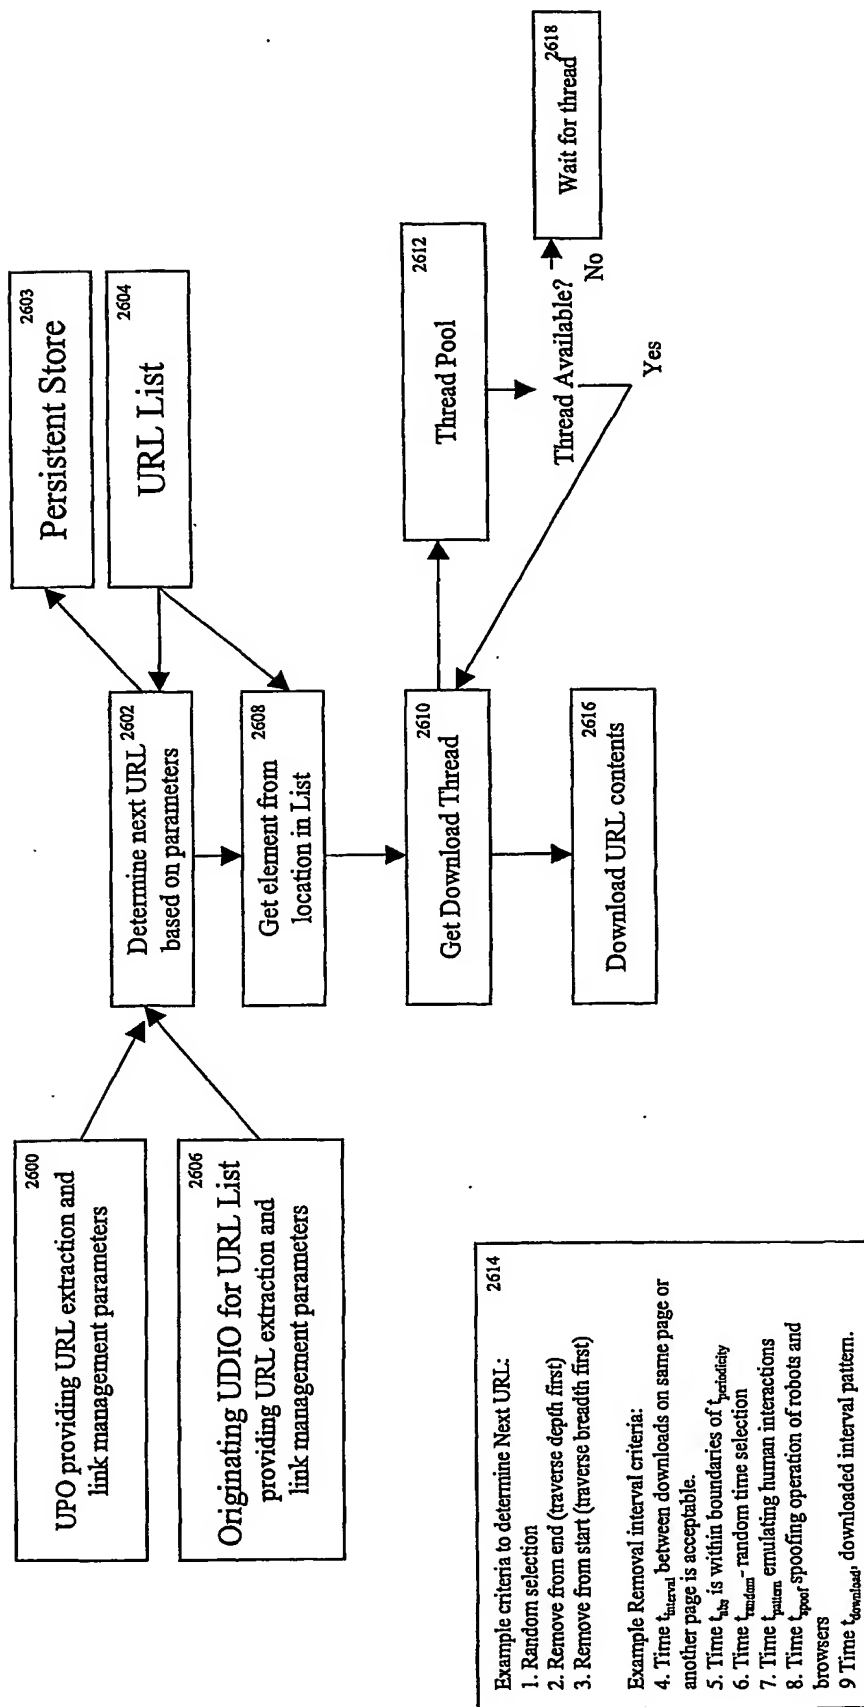 2600
UPO providing URL extraction and
link management parameters
2606
Originating UDIO for URL List
providing URL extraction and
link management parameters
2602
Determine next URL
based on parameters
2603
Persistent Store
2604
URL List
2608
Get element from
location in List
2610
Get Download Thread
2612
Thread Pool
Thread Available?
No
Yes
2618
Wait for thread
2616
Download URL contents
2614
Example criteria to determine Next URL:
1. Random selection
2. Remove from end (traverse depth first)
3. Remove from start (traverse breadth first)
Example Removal interval criteria:
4. Time t_interval between downloads on same page or
another page is acceptable.
5. Time t_abs is within boundaries of t_periodicity
6. Time t_random- random time selection
7. Time t_pattern emulating human interactions
8. Time t_spoof spoofing operation of robots and
browsers
9 Time t_download, downloaded interval pattern.